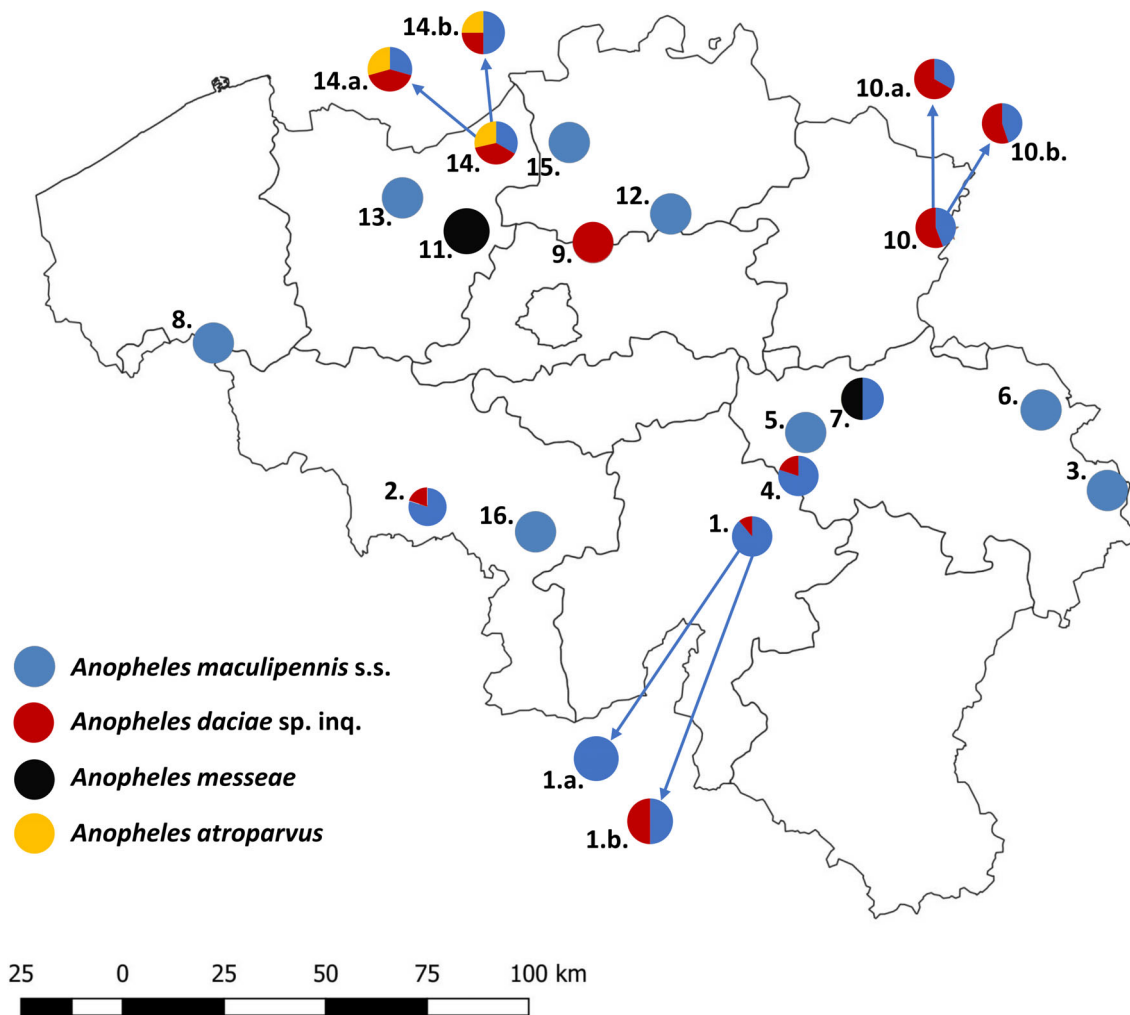 14.b.
14.a.
10.a.
10.b.
14.
15.
13.
12.
11.
9.
10.
8.
7.
6.
5.
4.
3.
2.
16.
1.
Anopheles maculipennis s.s.
Anopheles daciae sp. inq.
Anopheles messeae
Anopheles atroparvus
1.a.
1.b.
25 0 25 50 75 100 km